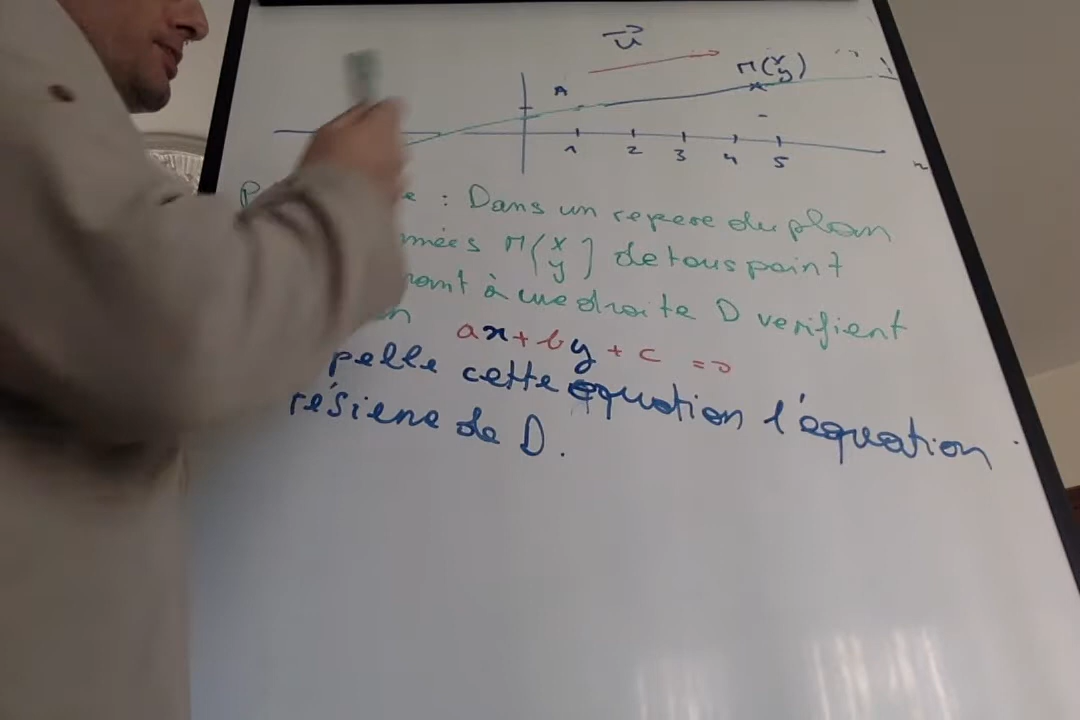 u
A M(x y)
1 2 3 4 5
: Dans un repere du plan
mées M(x y) de tous point
nant à une droite D verifient
ax + by + c = 0
pelle cette equation l'équation
résiene de D.